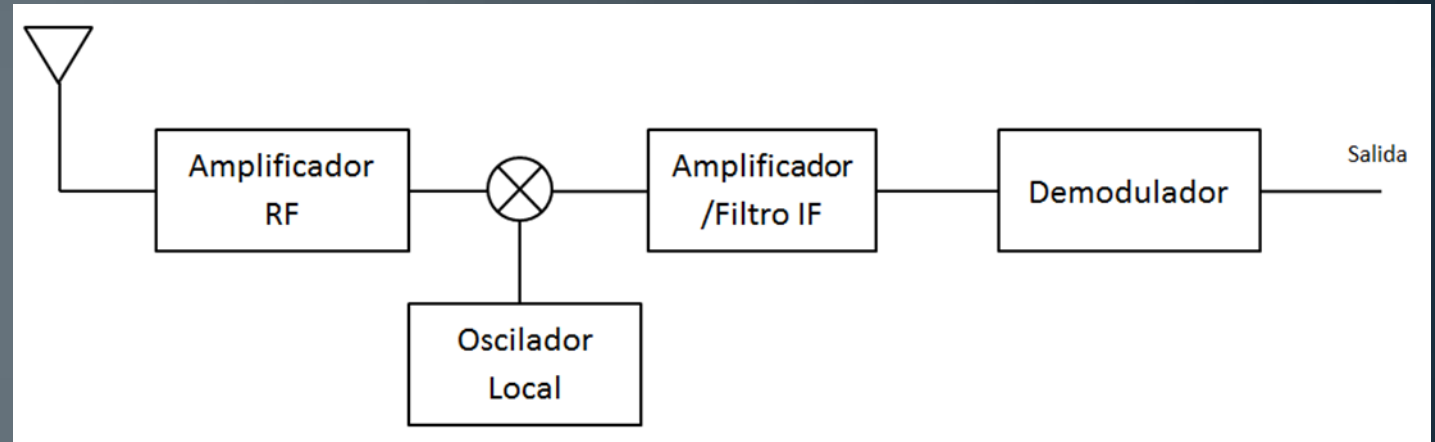 Amplificador
RF
Amplificador
/Filtro IF
Demodulador
Salida
Oscilador
Local